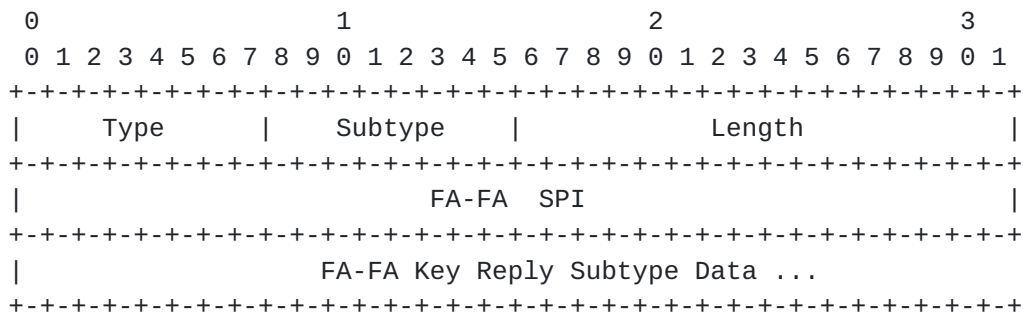 0                   1                   2                   3
 0 1 2 3 4 5 6 7 8 9 0 1 2 3 4 5 6 7 8 9 0 1 2 3 4 5 6 7 8 9 0 1
+-+-+-+-+-+-+-+-+-+-+-+-+-+-+-+-+-+-+-+-+-+-+-+-+-+-+-+-+-+-+-+-+
|     Type      |    Subtype    |            Length             |
+-+-+-+-+-+-+-+-+-+-+-+-+-+-+-+-+-+-+-+-+-+-+-+-+-+-+-+-+-+-+-+-+
|                          FA-FA  SPI                           |
+-+-+-+-+-+-+-+-+-+-+-+-+-+-+-+-+-+-+-+-+-+-+-+-+-+-+-+-+-+-+-+-+
|                   FA-FA Key Reply Subtype Data ...
+-+-+-+-+-+-+-+-+-+-+-+-+-+-+-+-+-+-+-+-+-+-+-+-+-+-+-+-+-+-+-+-+